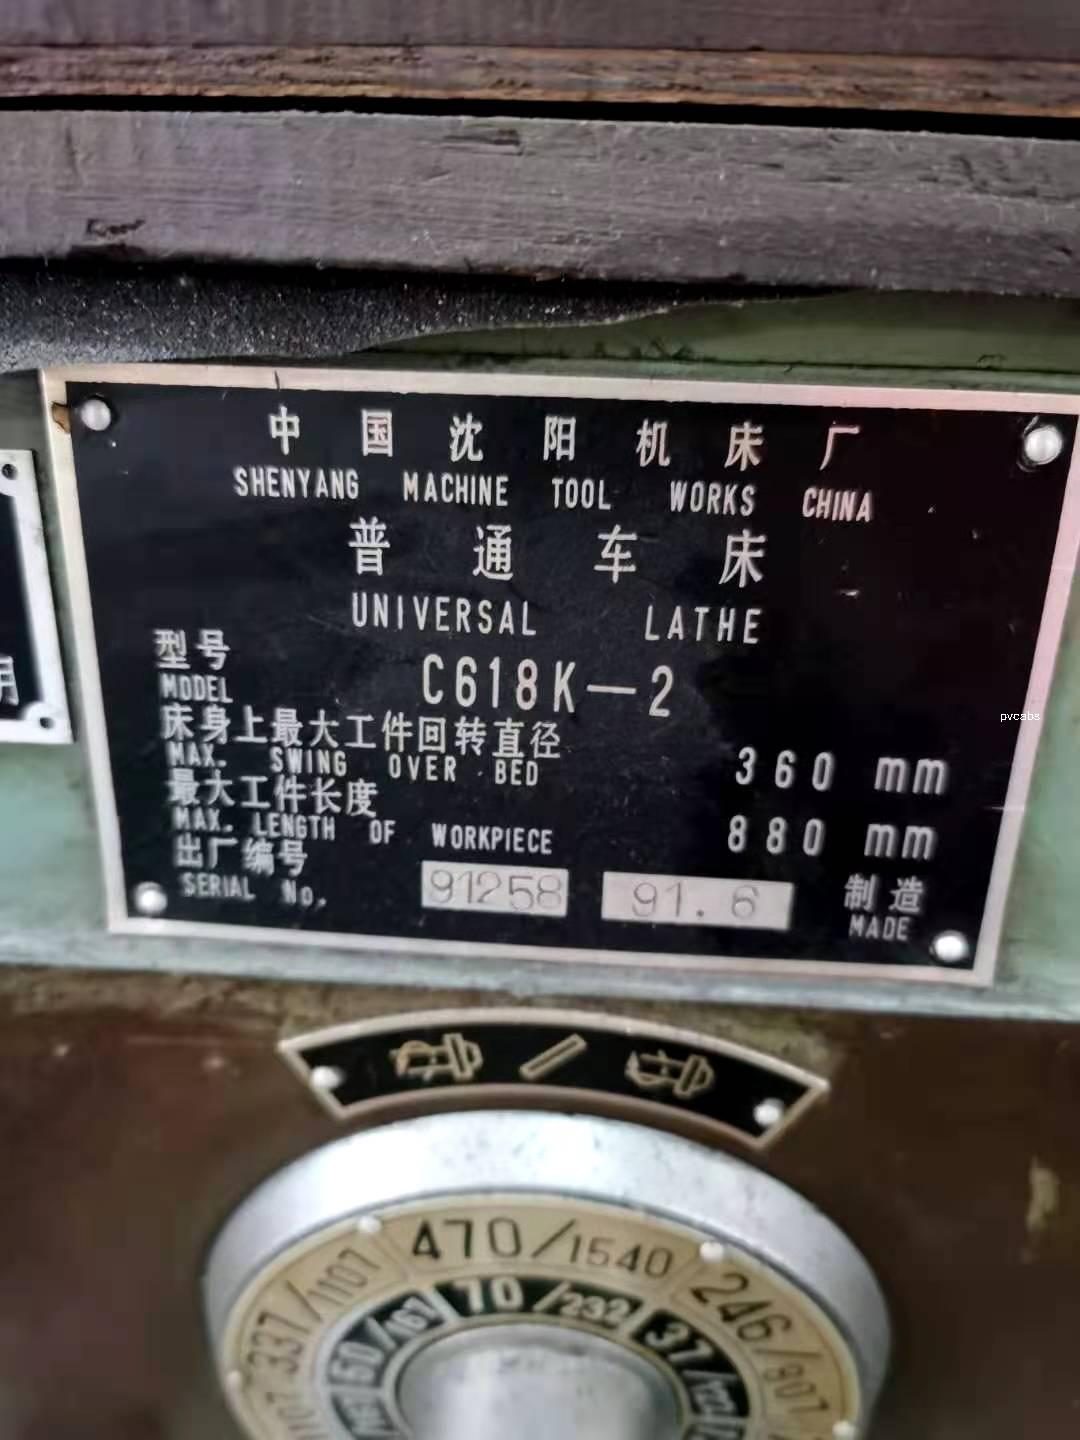 中国沈阳机床厂
SHENYANG MACHINE TOOL WORKS CHINA
普通车床
UNIVERSAL LATHE
型号
MODEL C618K-2
床身上最大工件回转直径
MAX. SWING OVER BED 360 mm
最大工件长度
MAX. LENGTH OF WORKPIECE 880 mm
出厂编号
SERIAL No. 91258 91.6 制造
MADE
月
pvcabs
337/1107 470/1540 246/807
50/167 70/232 37/